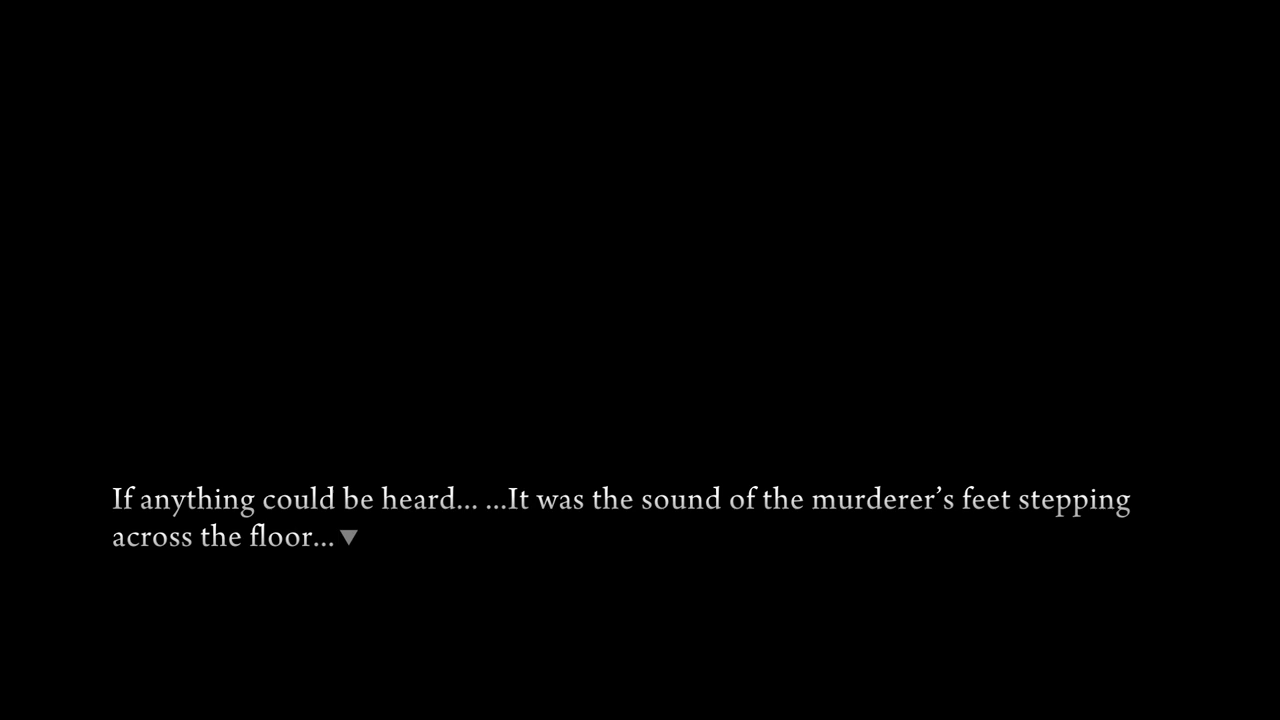 If anything could be heard... ...It was the sound of the murderer’s feet stepping
across the floor...